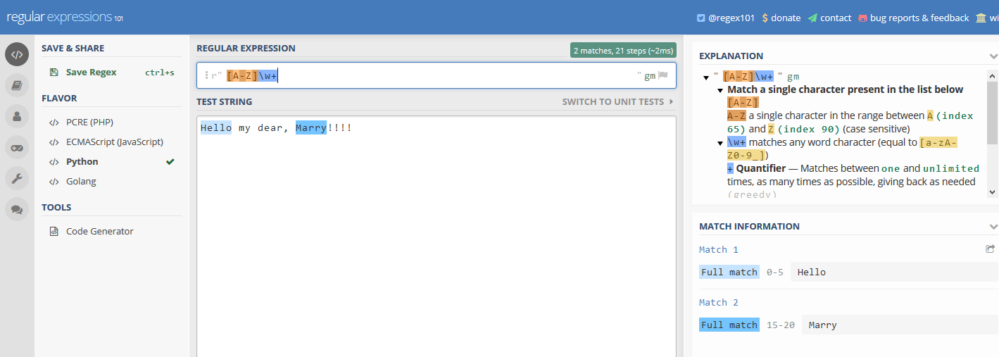 regular expressions 101
@regex101 $ donate contact bug reports & feedback wi
SAVE & SHARE
Save Regex ctrl+s
FLAVOR
</> PCRE (PHP)
</> ECMAScript (JavaScript)
</> Python
</> Golang
TOOLS
Code Generator
REGULAR EXPRESSION
2 matches, 21 steps (~2ms)
r" [A-Z]\w+ " gm
TEST STRING
SWITCH TO UNIT TESTS
Hello my dear, Marry!!!!
EXPLANATION
" [A-Z]\w+ " gm
Match a single character present in the list below
[A-Z]
A-Z a single character in the range between A (index
65) and Z (index 90) (case sensitive)
\w+ matches any word character (equal to [a-zA-
Z0-9_])
+ Quantifier — Matches between one and unlimited
times, as many times as possible, giving back as needed
(greedy)
MATCH INFORMATION
Match 1
Full match 0-5 Hello
Match 2
Full match 15-20 Marry